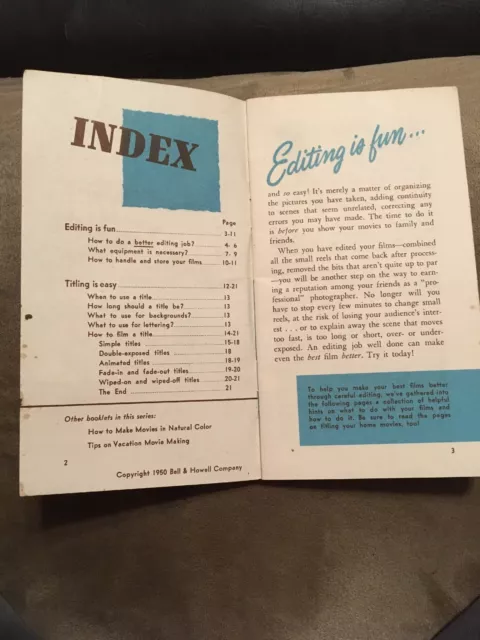 INDEX
Page
Editing is fun 3-11
How to do a better editing job? 4- 6
What equipment is necessary? 7- 9
How to handle and store your films 10-11
Titling is easy 12-21
When to use a title 13
How long should a title be? 13
What to use for backgrounds? 13
What to use for lettering? 13
How to film a title 14-21
Simple titles 15-18
Double-exposed titles 18
Animated titles 18-19
Fade-in and fade-out titles 19-20
Wiped-on and wiped-off titles 20-21
The End 21
Other booklets in this series:
How to Make Movies in Natural Color
Tips on Vacation Movie Making
2
Copyright 1950 Bell & Howell Company
Editing is fun...
and so easy! It's merely a matter of organizing
the pictures you have taken, adding continuity
to scenes that seem unrelated, correcting any
errors you may have made. The time to do it
is before you show your movies to family and
friends.
When you have edited your films—combined
all the small reels that come back after process-
ing, removed the bits that aren't quite up to par
—you will be another step on the way to earn-
ing a reputation among your friends as a "pro-
fessional" photographer. No longer will you
have to stop every few minutes to change small
reels, at the risk of losing your audience's inter-
est . . . or to explain away the scene that moves
too fast, is too long or short, over- or under-
exposed. An editing job well done can make
even the best film better. Try it today!
To help you make your best films better
through careful editing, we've gathered into
the following pages a collection of helpful
hints on what to do with your films and
how to do it. Be sure to read the pages
on titling your home movies, too!
3